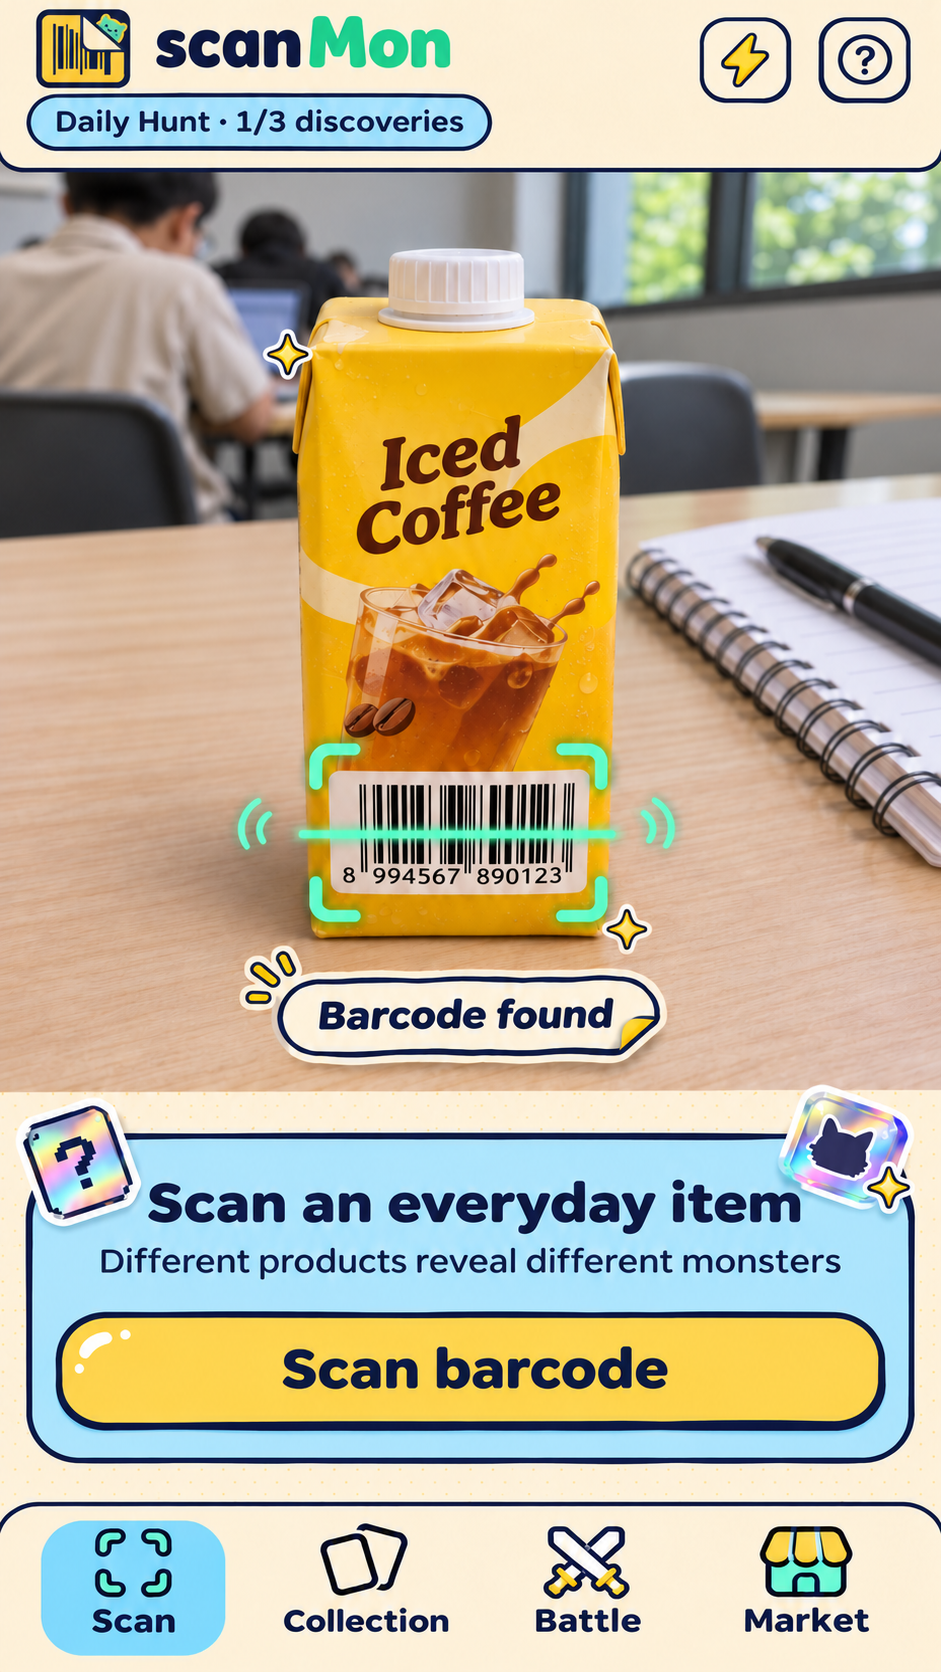 scanMon
Daily Hunt · 1/3 discoveries
?
Iced
Coffee
8 994567 890123
Barcode found
?
Scan an everyday item
Different products reveal different monsters
Scan barcode
Scan
Collection
Battle
Market